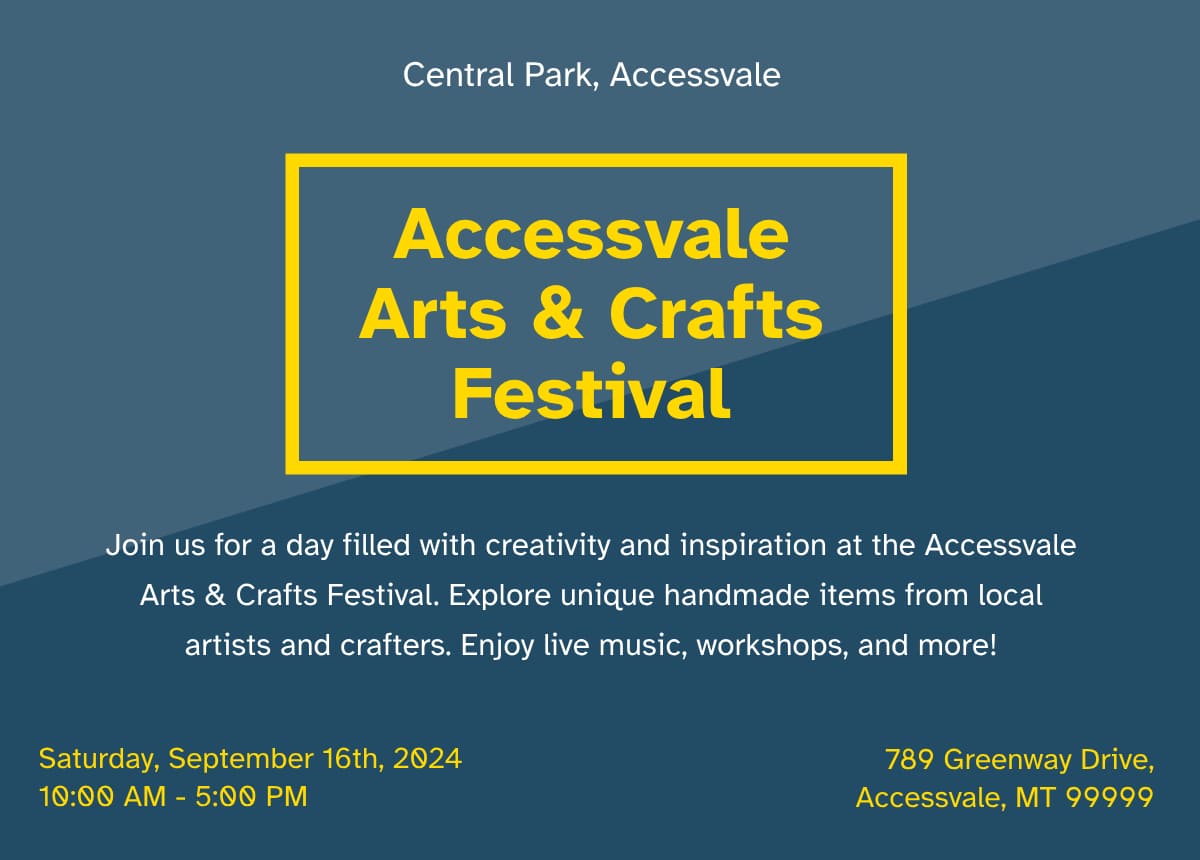 Central Park, Accessvale
Accessvale
Arts & Crafts
Festival
Join us for a day filled with creativity and inspiration at the Accessvale
Arts & Crafts Festival. Explore unique handmade items from local
artists and crafters. Enjoy live music, workshops, and more!
Saturday, September 16th, 2024
10:00 AM - 5:00 PM
789 Greenway Drive,
Accessvale, MT 99999